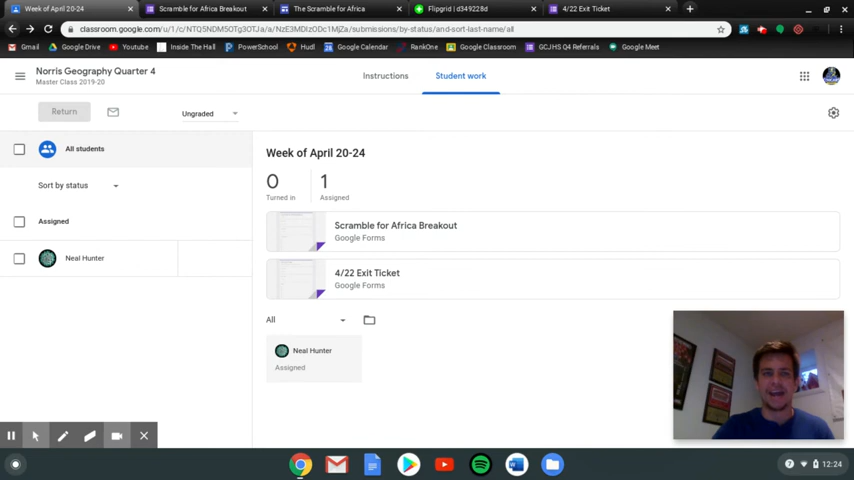 Week of April 20-24
Scramble for Africa Breakout
The Scramble for Africa
Flipgrid | d349228d
4/22 Exit Ticket
classroom.google.com/u/1/c/NTQ5NDM5OTg3OTJa/a/NzE3MDIzODc1MjZa/submissions/by-status/and-sort-last-name/all
Gmail
Google Drive
Youtube
Inside The Hall
PowerSchool
Hudl
Google Calendar
RankOne
Google Classroom
GCJHS Q4 Referrals
Google Meet
Norris Geography Quarter 4
Master Class 2019-20
Instructions
Student work
Return
Ungraded
All students
Sort by status
Assigned
Neal Hunter
Week of April 20-24
0
1
Turned in
Assigned
Scramble for Africa Breakout
Google Forms
4/22 Exit Ticket
Google Forms
All
Neal Hunter
Assigned
12:24